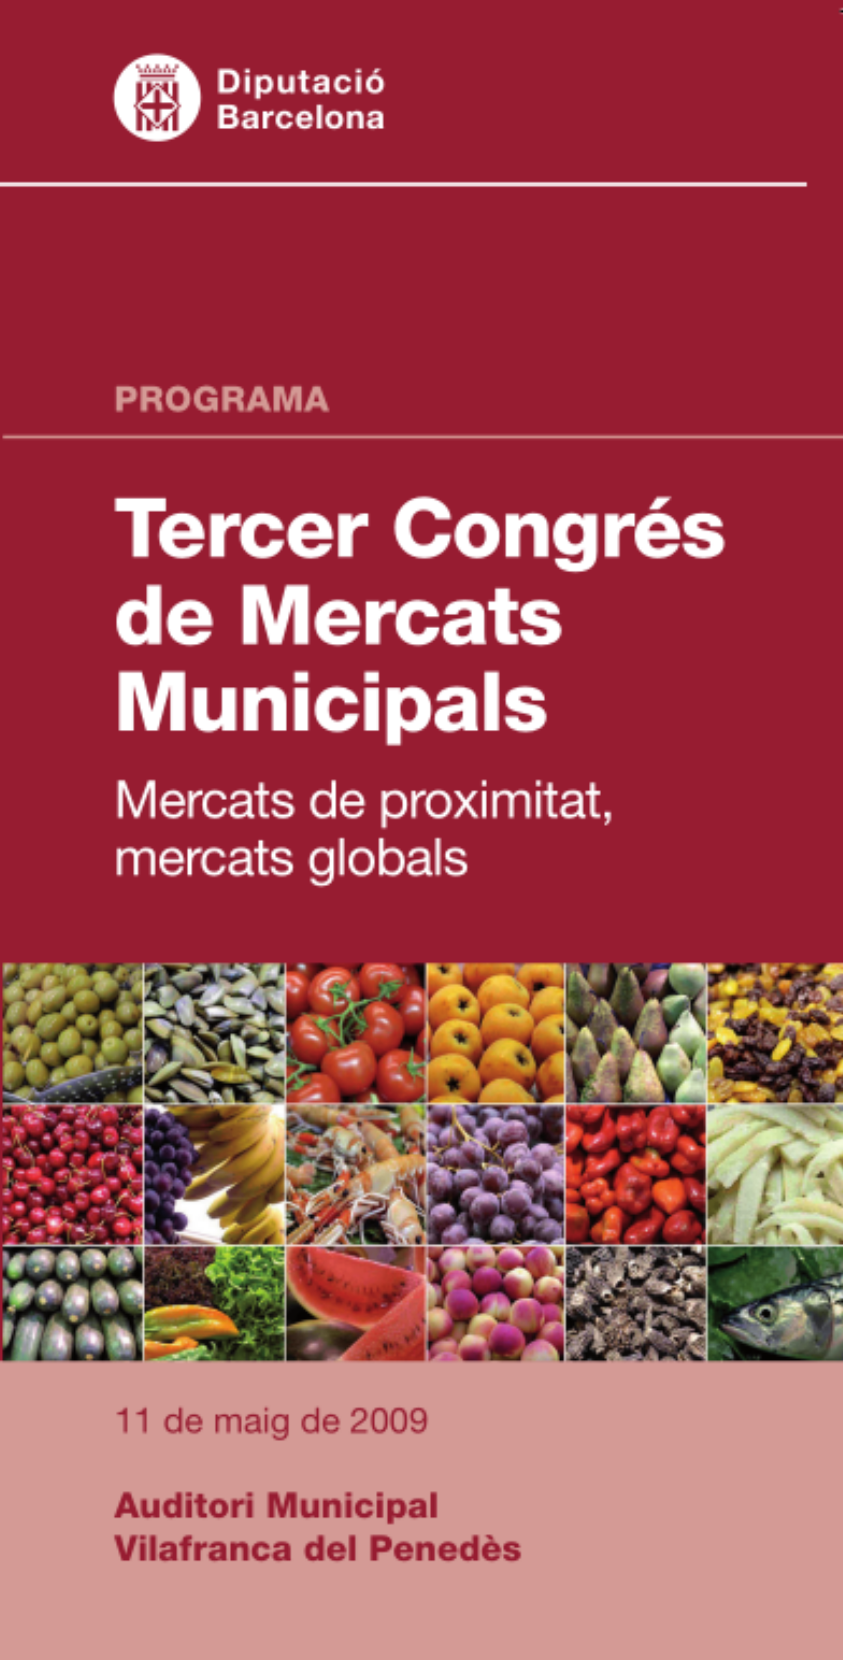 Diputació
Barcelona
PROGRAMA
Tercer Congrés
de Mercats
Municipals
Mercats de proximitat,
mercats globals
11 de maig de 2009
Auditori Municipal
Vilafranca del Penedès